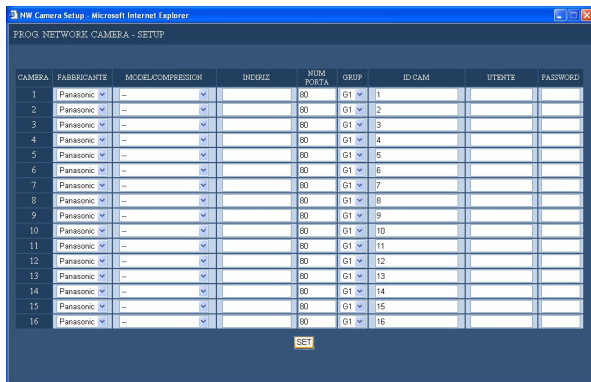 NW Camera Setup - Microsoft Internet Explorer
PROG. NETWORK CAMERA - SETUP
CAMERA FABBRICANTE MODEL/COMPRESSION INDIRIZ NUM PORTA GRUP ID CAM UTENTE PASSWORD
1 Panasonic -- 80 G1 1
2 Panasonic -- 80 G1 2
3 Panasonic -- 80 G1 3
4 Panasonic -- 80 G1 4
5 Panasonic -- 80 G1 5
6 Panasonic -- 80 G1 6
7 Panasonic -- 80 G1 7
8 Panasonic -- 80 G1 8
9 Panasonic -- 80 G1 9
10 Panasonic -- 80 G1 10
11 Panasonic -- 80 G1 11
12 Panasonic -- 80 G1 12
13 Panasonic -- 80 G1 13
14 Panasonic -- 80 G1 14
15 Panasonic -- 80 G1 15
16 Panasonic -- 80 G1 16
SET